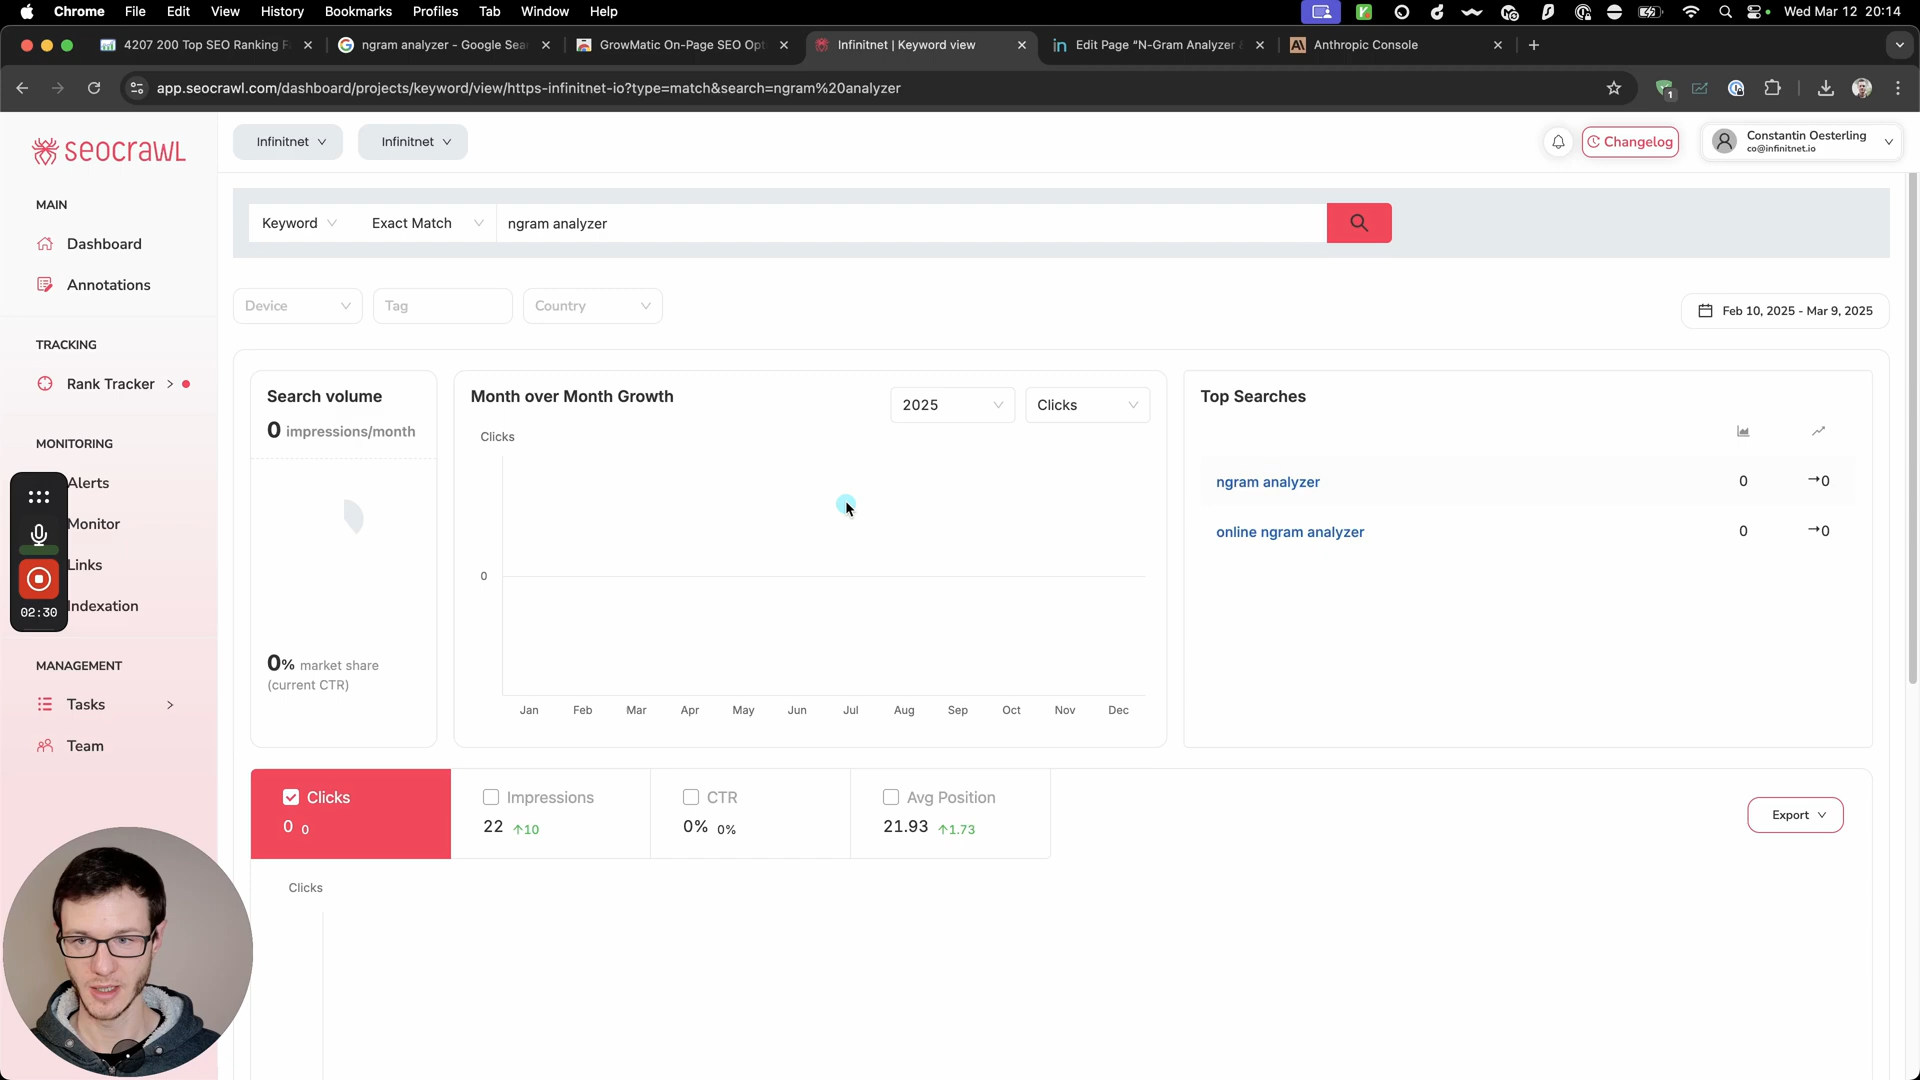 Chrome File Edit View History Bookmarks Profiles Tab Window Help
Wed Mar 12 20:14
4207 200 Top SEO Ranking F
ngram analyzer - Google Sea
GrowMatic On-Page SEO Opt
Infinitnet | Keyword view
Edit Page “N-Gram Analyzer
Anthropic Console
app.seocrawl.com/dashboard/projects/keyword/view/https-infinitnet-io?type=match&search=ngram%20analyzer
1
seocrawl
Infinitnet
Infinitnet
Changelog
Constantin Oesterling
co@infinitnet.io
MAIN
Dashboard
Annotations
TRACKING
Rank Tracker
MONITORING
Alerts
Monitor
Links
Indexation
02:30
MANAGEMENT
Tasks
Team
Keyword
Exact Match
ngram analyzer
Device
Tag
Country
Feb 10, 2025 - Mar 9, 2025
Search volume
0 impressions/month
0% market share
(current CTR)
Month over Month Growth
2025
Clicks
Clicks
0
Jan Feb Mar Apr May Jun Jul Aug Sep Oct Nov Dec
Top Searches
ngram analyzer 0 →0
online ngram analyzer 0 →0
Clicks
0 0
Impressions
22 ↑10
CTR
0% 0%
Avg Position
21.93 ↑1.73
Export
Clicks